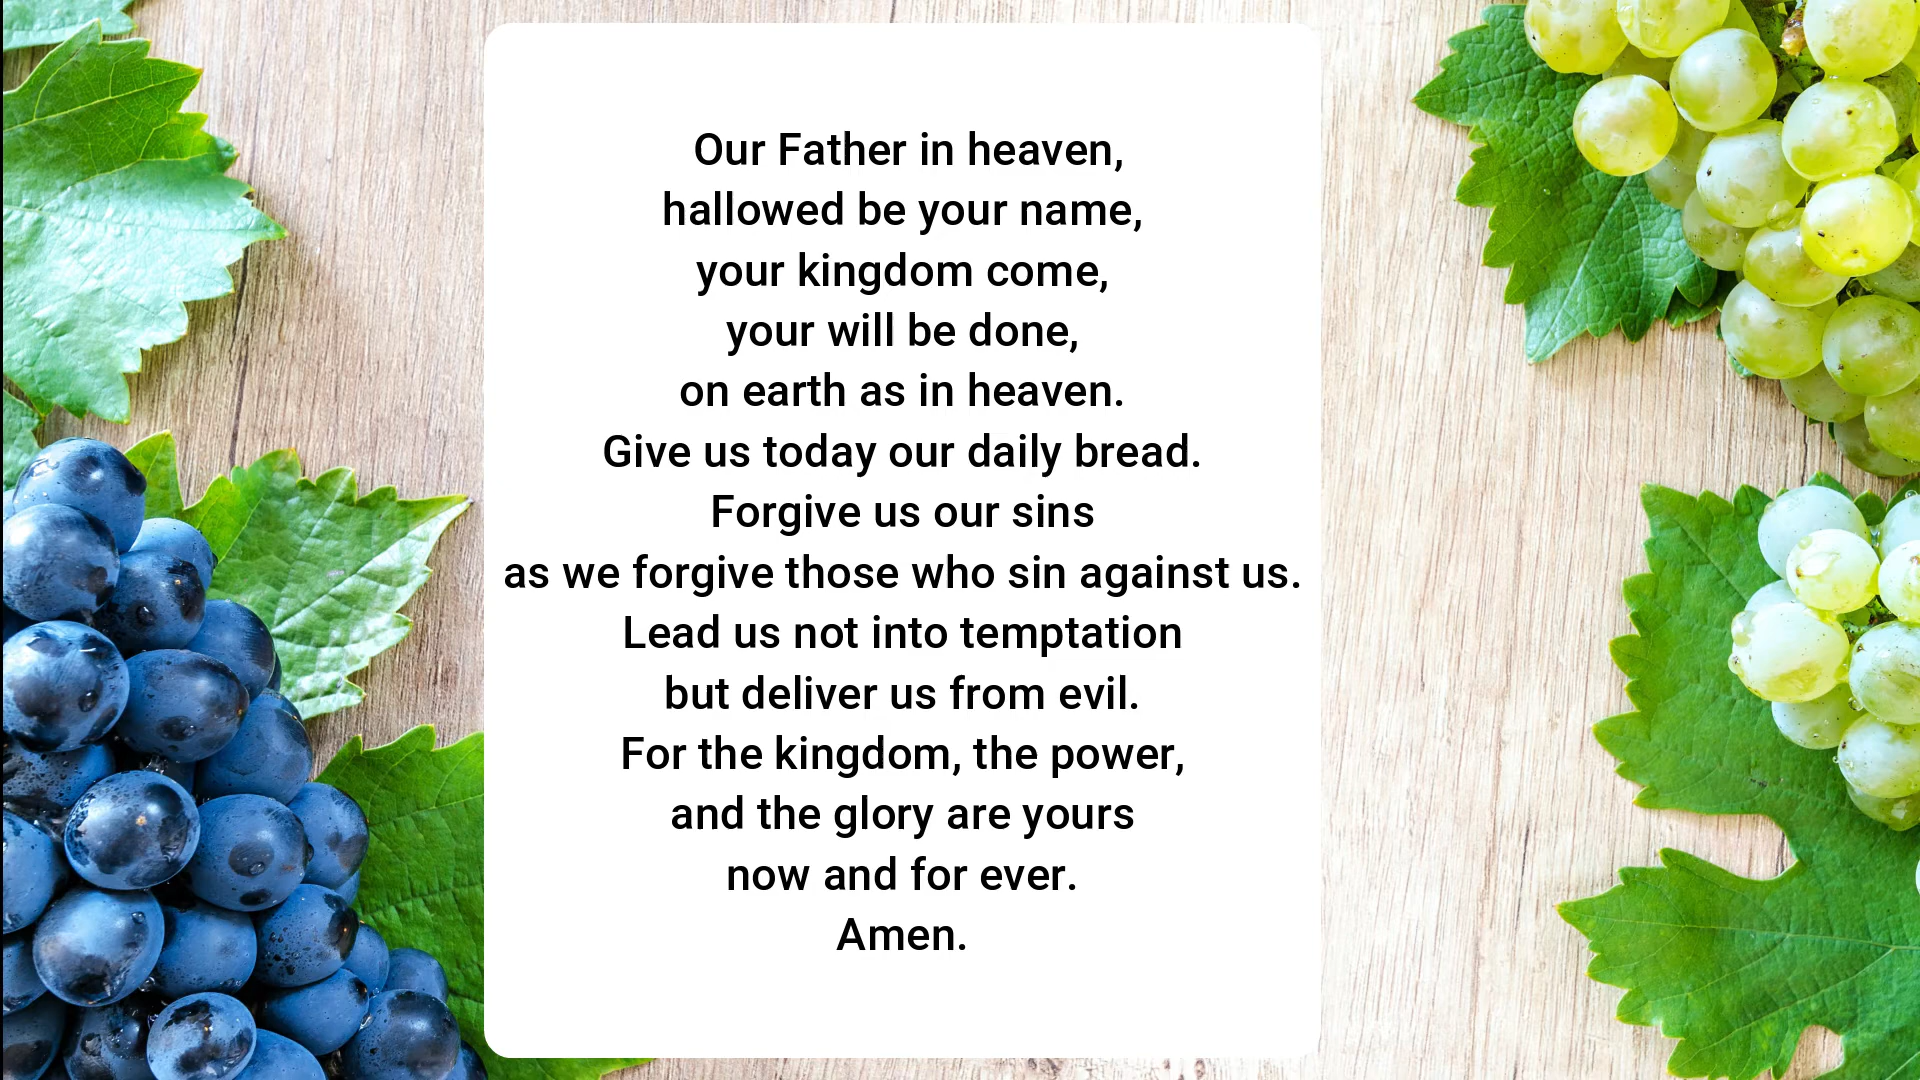 Our Father in heaven,
hallowed be your name,
your kingdom come,
your will be done,
on earth as in heaven.
Give us today our daily bread.
Forgive us our sins
as we forgive those who sin against us.
Lead us not into temptation
but deliver us from evil.
For the kingdom, the power,
and the glory are yours
now and for ever.
Amen.